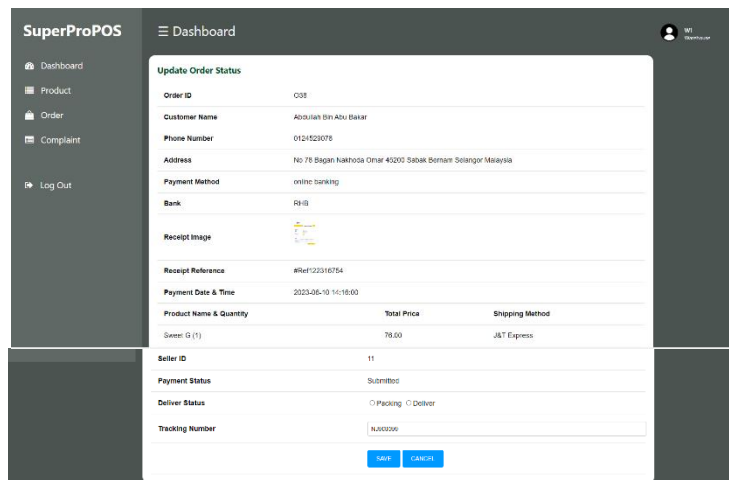 SuperProPOS
☰ Dashboard
W1
Warehouse
Dashboard
Product
Order
Complaint
Log Out
Update Order Status
Order ID O38
Customer Name Abdullah Bin Abu Bakar
Phone Number 0124529078
Address No 78 Bagan Nakhoda Omar 45200 Sabak Bernam Selangor Malaysia
Payment Method online banking
Bank RHB
Receipt Image
Receipt Reference #Ref122316754
Payment Date & Time 2023-06-10 14:16:00
Product Name & Quantity Total Price Shipping Method
Sweet G (1) 76.00 J&T Express
Seller ID 11
Payment Status Submitted
Deliver Status Packing Deliver
Tracking Number
SAVE CANCEL